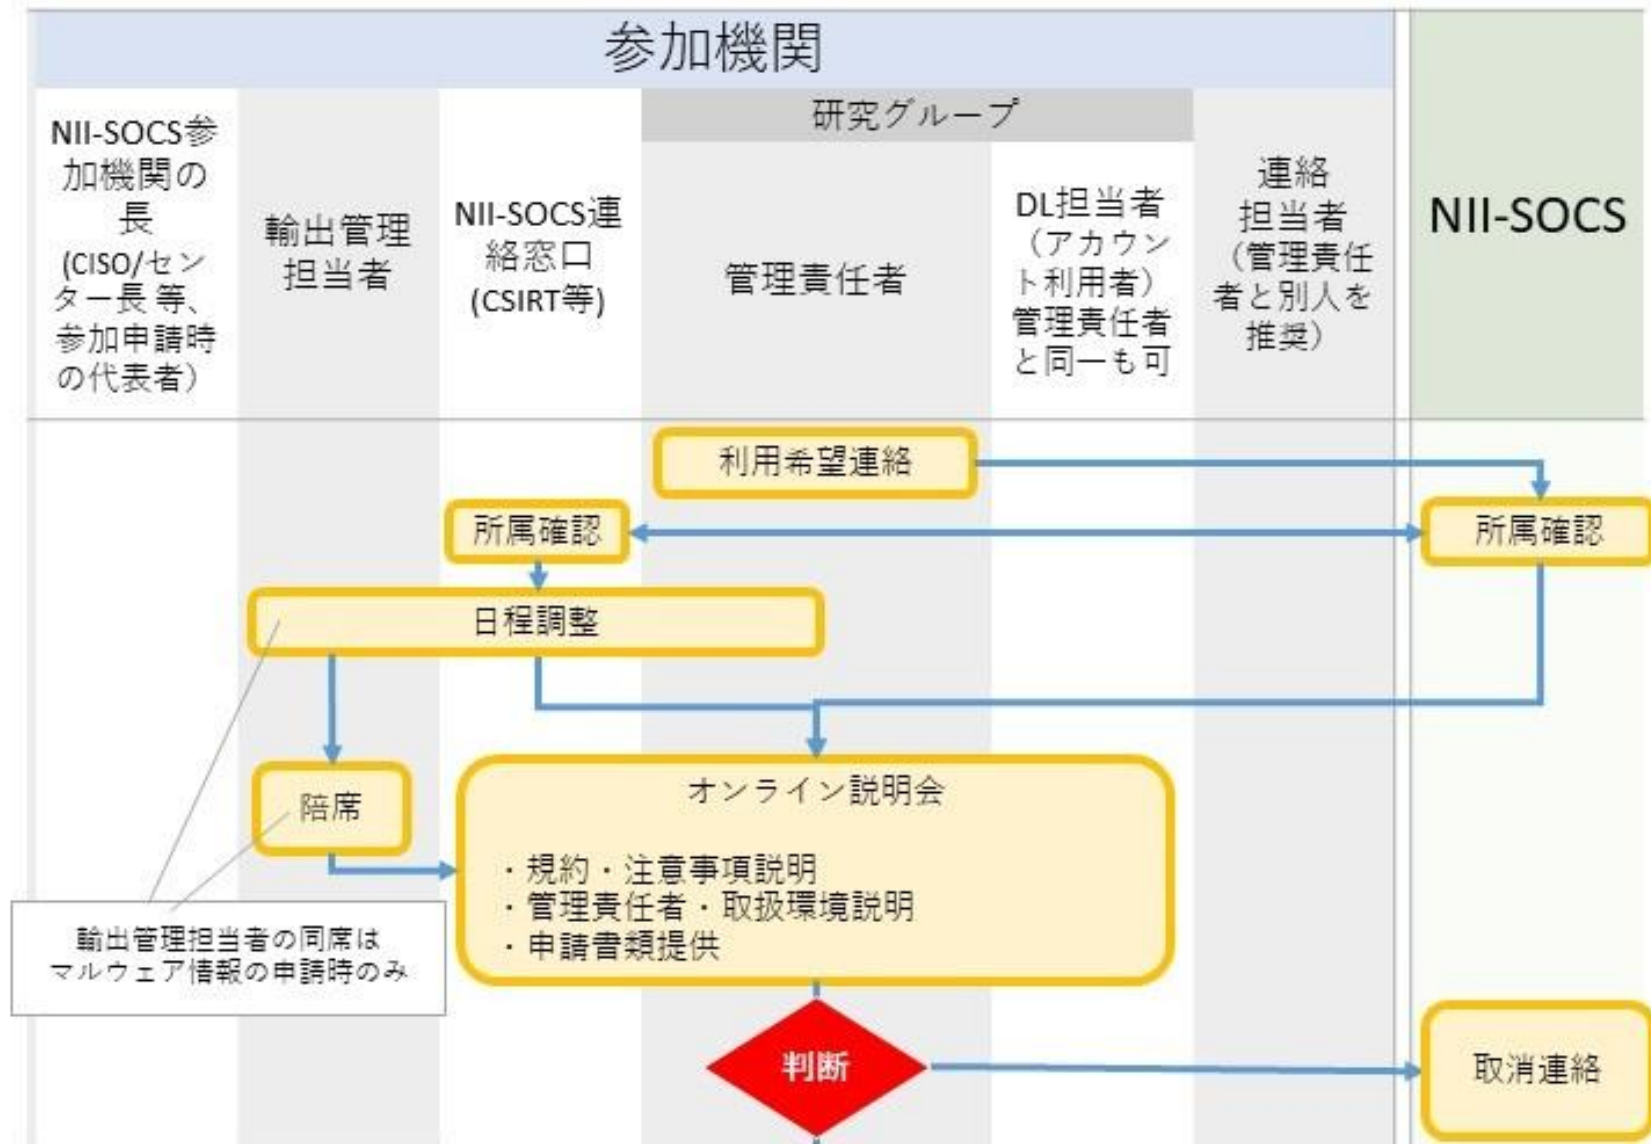 参加機関
NII-SOCS参
加機関の
長
(CISO/セン
ター長 等、
参加申請時
の代表者）
輸出管理
担当者
NII-SOCS連
絡窓口
(CSIRT等)
研究グループ
管理責任者
DL担当者
（アカウン
ト利用者）
管理責任者
と同一も可
連絡
担当者
（管理責任
者と別人を
推奨）
NII-SOCS
利用希望連絡
所属確認
所属確認
日程調整
陪席
オンライン説明会
・規約・注意事項説明
・管理責任者・取扱環境説明
・申請書類提供
輸出管理担当者の同席は
マルウェア情報の申請時のみ
判断
取消連絡